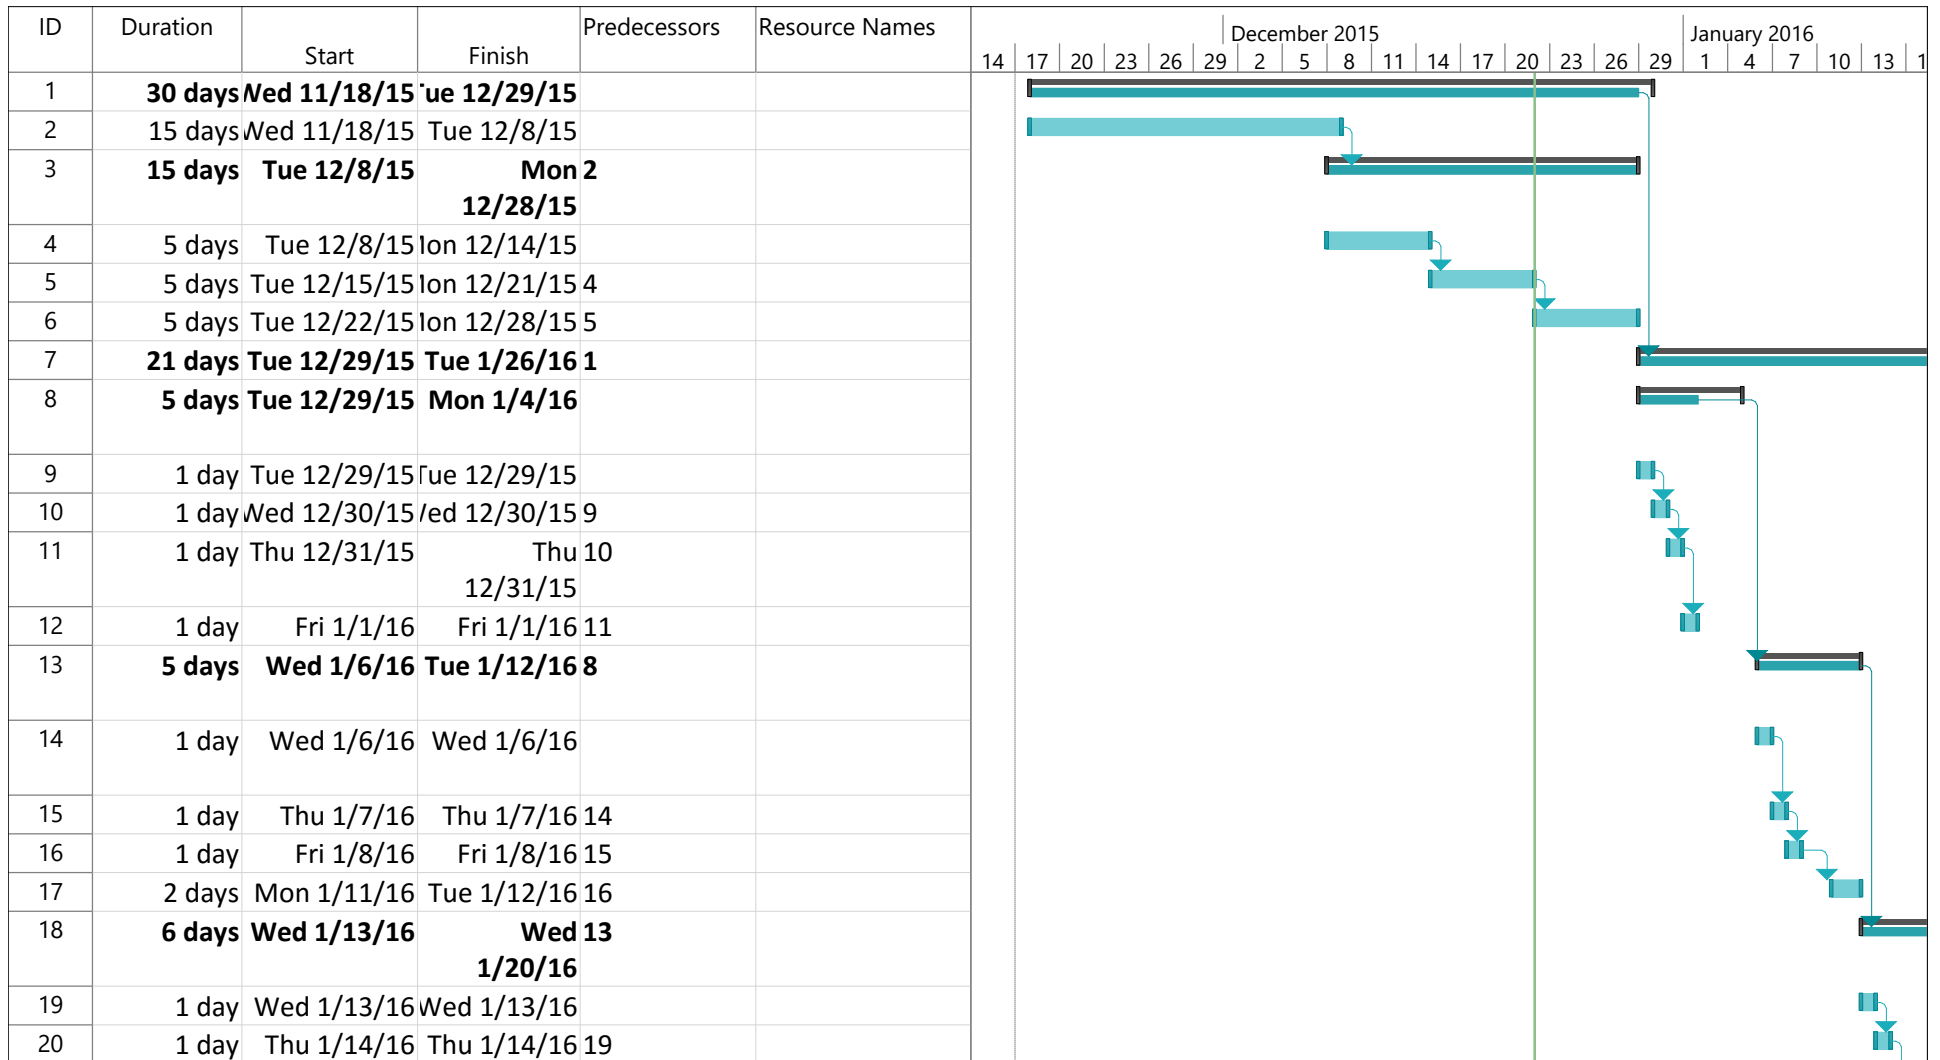 ID Duration Start Finish Predecessors Resource Names
December 2015 January 2016
14 17 20 23 26 29 2 5 8 11 14 17 20 23 26 29 1 4 7 10 13 1
1 30 days Wed 11/18/15 Tue 12/29/15
2 15 days Wed 11/18/15 Tue 12/8/15
3 15 days Tue 12/8/15 Mon 2
12/28/15
4 5 days Tue 12/8/15 Mon 12/14/15
5 5 days Tue 12/15/15 Mon 12/21/15 4
6 5 days Tue 12/22/15 Mon 12/28/15 5
7 21 days Tue 12/29/15 Tue 1/26/16 1
8 5 days Tue 12/29/15 Mon 1/4/16
9 1 day Tue 12/29/15 Tue 12/29/15
10 1 day Wed 12/30/15 Wed 12/30/15 9
11 1 day Thu 12/31/15 Thu 10
12/31/15
12 1 day Fri 1/1/16 Fri 1/1/16 11
13 5 days Wed 1/6/16 Tue 1/12/16 8
14 1 day Wed 1/6/16 Wed 1/6/16
15 1 day Thu 1/7/16 Thu 1/7/16 14
16 1 day Fri 1/8/16 Fri 1/8/16 15
17 2 days Mon 1/11/16 Tue 1/12/16 16
18 6 days Wed 1/13/16 Wed 13
1/20/16
19 1 day Wed 1/13/16 Wed 1/13/16
20 1 day Thu 1/14/16 Thu 1/14/16 19